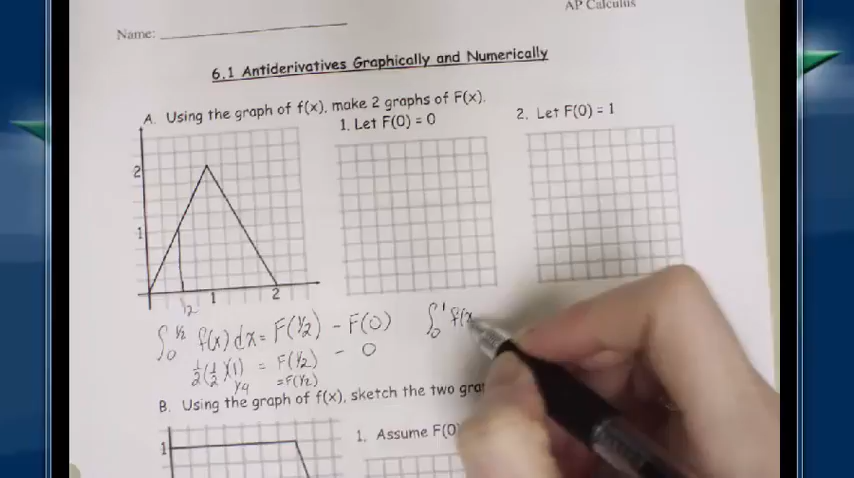 AP Calculus
Name:
6.1 Antiderivatives Graphically and Numerically
A. Using the graph of f(x), make 2 graphs of F(x).
1. Let F(0) = 0
2. Let F(0) = 1
2
1
1/2
1
2
∫₀^½ f(x)dx = F(½) - F(0)
½(½)(1) = F(½) - 0
¼ = F(½)
∫₀¹ f(x
B. Using the graph of f(x), sketch the two
1. Assume F(0)
1